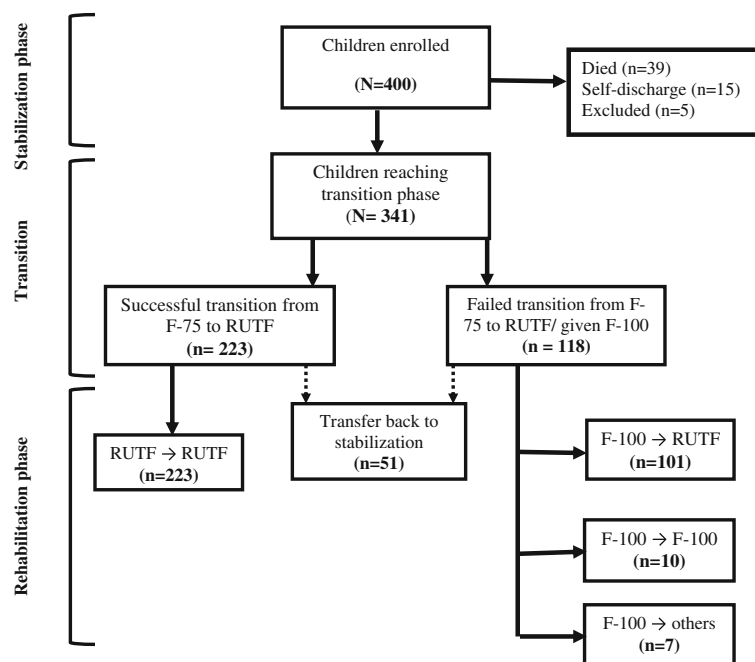 Stabilization phase
Children enrolled
(N=400)
Died (n=39)
Self-discharge (n=15)
Excluded (n=5)
Transition
Children reaching
transition phase
(N= 341)
Successful transition from
F-75 to RUTF
(n= 223)
Failed transition from F-
75 to RUTF/ given F-100
(n = 118)
Rehabilitation phase
RUTF → RUTF
(n=223)
Transfer back to
stabilization
(n=51)
F-100 → RUTF
(n=101)
F-100 → F-100
(n=10)
F-100 → others
(n=7)